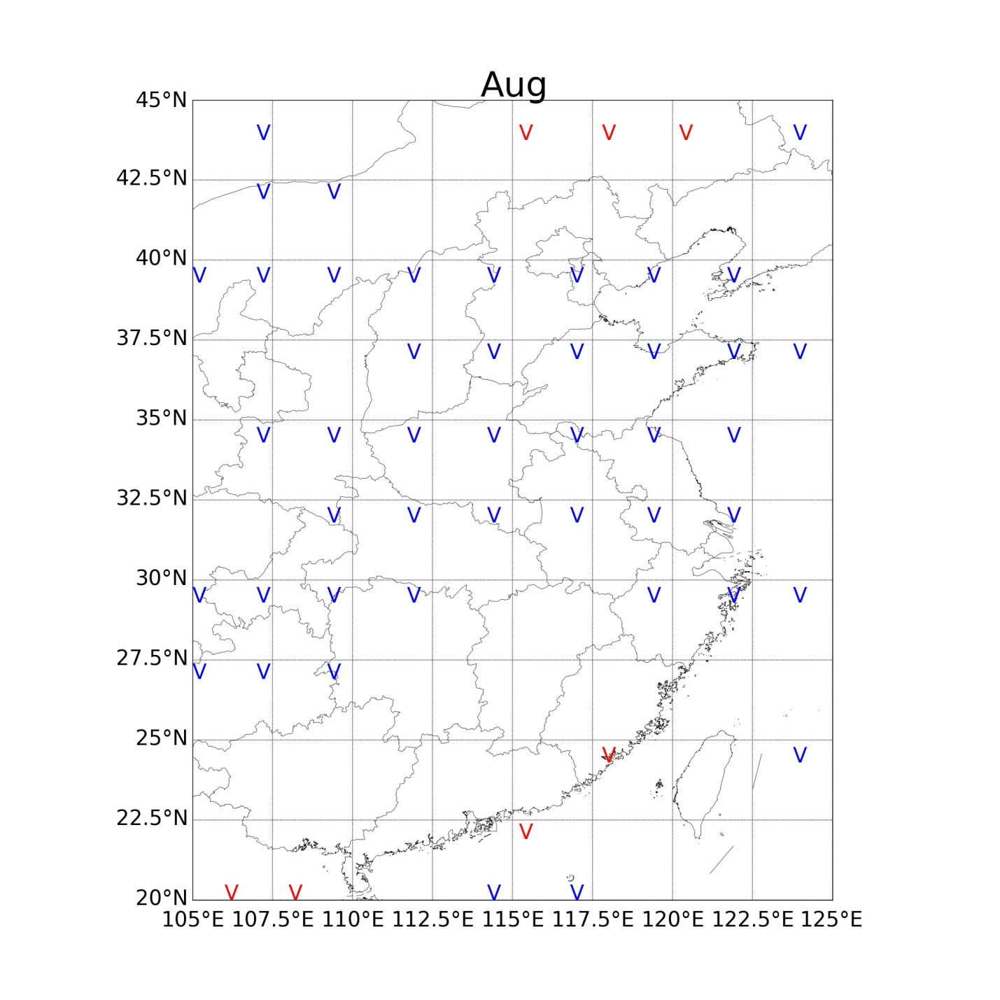 Aug
45°N
V V V V V
42.5°N
V V
40°N
V V V V V V V V
37.5°N
V V V V V V
35°N
V V V V V V V
32.5°N
V V V V V V
30°N
V V V V V V V
27.5°N
V V V
25°N
V V
22.5°N
V
V V V V
20°N
105°E 107.5°E 110°E 112.5°E 115°E 117.5°E 120°E 122.5°E 125°E